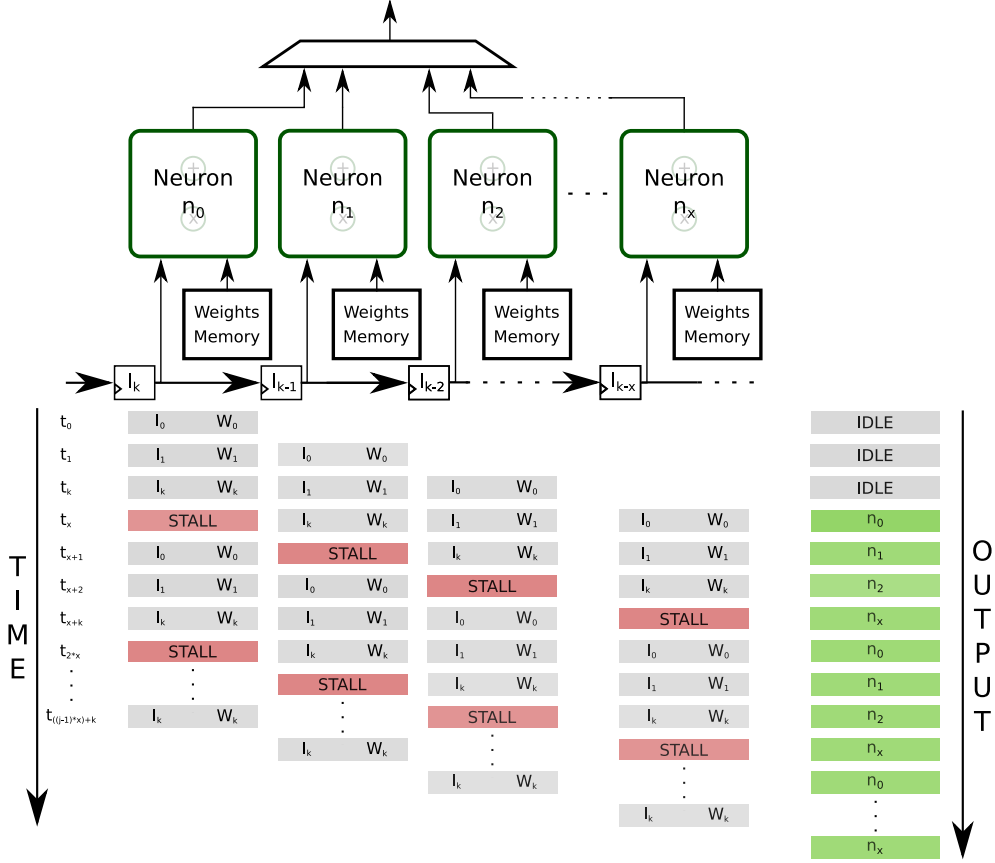 Neuron Neuron Neuron Neuron
n0 n1 n2 nx
+ + + +
x x x x
Weights Weights Weights Weights
Memory Memory Memory Memory
Ik Ik-1 Ik-2 Ik-x
TIME
OUTPUT
t0 I0 W0 IDLE
t1 I1 W1 I0 W0 IDLE
tk Ik Wk I1 W1 I0 W0 IDLE
tx STALL Ik Wk I1 W1 I0 W0 n0
tx+1 I0 W0 STALL Ik Wk I1 W1 n1
tx+2 I1 W1 I0 W0 STALL Ik Wk n2
tx+k Ik Wk I1 W1 I0 W0 STALL nx
t2*x STALL Ik Wk I1 W1 I0 W0 n0
STALL Ik Wk I1 W1 n1
t((j-1)*x)+k Ik Wk STALL Ik Wk n2
Ik Wk STALL nx
Ik Wk n0
Ik Wk
nx